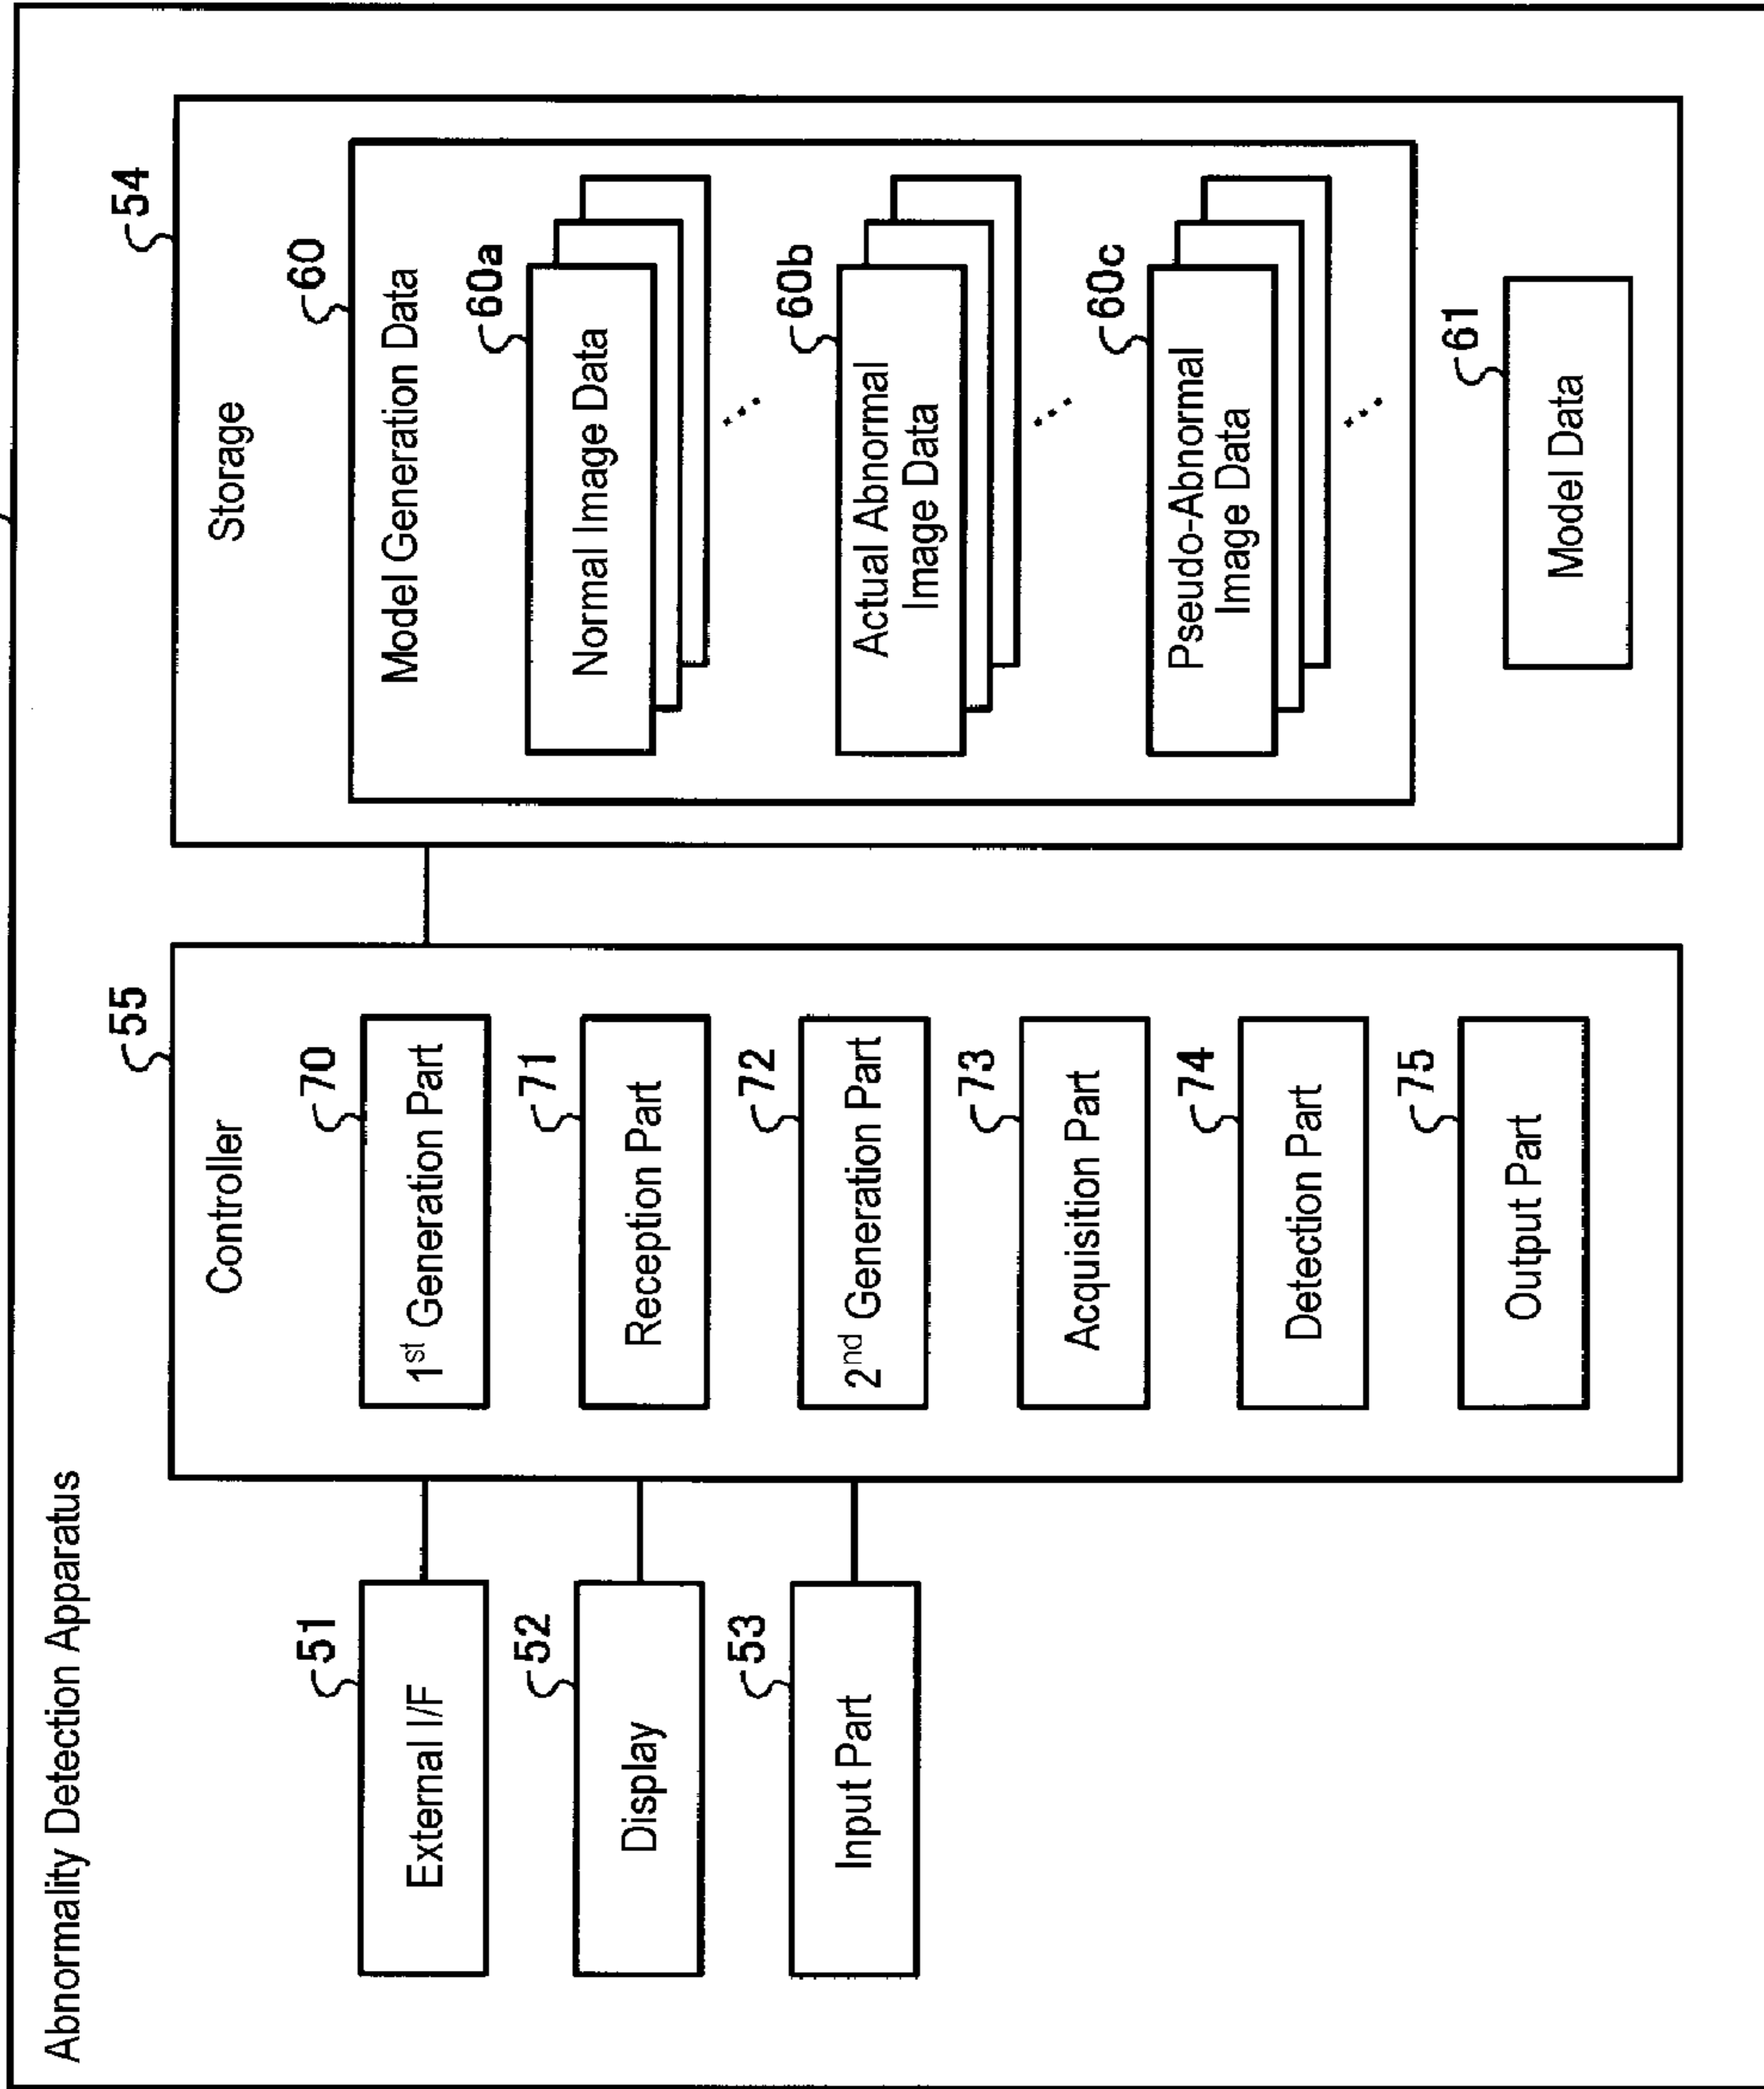 Abnormality Detection Apparatus
51
External I/F
52
Display
53
Input Part
55
Controller
70
1st Generation Part
71
Reception Part
72
2nd Generation Part
73
Acquisition Part
74
Detection Part
75
Output Part
54
Storage
60
Model Generation Data
60a
Normal Image Data
60b
Actual Abnormal
Image Data
60c
Pseudo-Abnormal
Image Data
61
Model Data